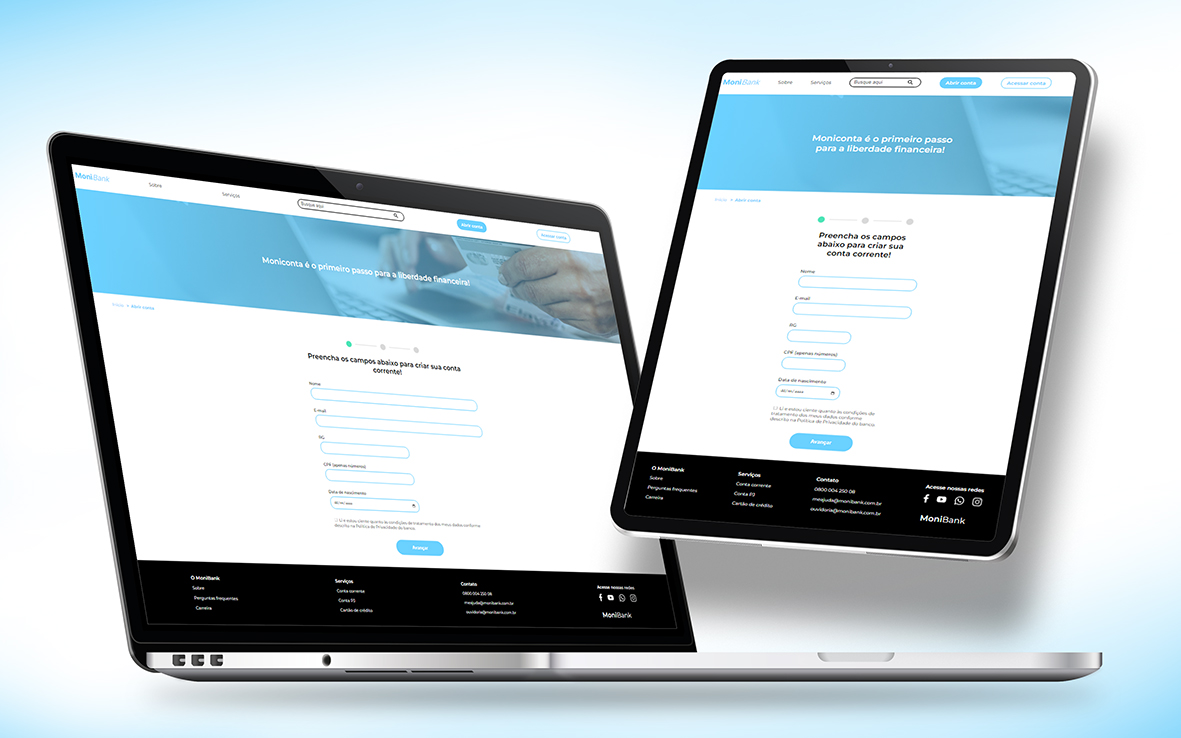 MoniBank
Sobre
Serviços
Busque aqui
Abrir conta
Acessar conta
Moniconta é o primeiro passo para a liberdade financeira!
Início > Abrir conta
Preencha os campos abaixo para criar sua conta
corrente!
Nome
E-mail
RG
CPF (apenas números)
Data de nascimento
dd/mm/aaaa
Li e estou ciente quanto às condições de tratamento dos meus dados conforme
descrito na Política de Privacidade do banco.
Avançar
O MoniBank
Sobre
Perguntas frequentes
Carreira
Serviços
Conta corrente
Conta PJ
Cartão de crédito
Contato
0800 004 250 08
meajuda@monibank.com.br
ouvidoria@monibank.com.br
Acesse nossas redes
MoniBank
MoniBank
Sobre
Serviços
Busque aqui
Abrir conta
Acessar conta
Moniconta é o primeiro passo
para a liberdade financeira!
Início > Abrir conta
Preencha os campos
abaixo para criar sua
conta corrente!
Nome
E-mail
RG
CPF (apenas números)
Data de nascimento
dd/mm/aaaa
Li e estou ciente quanto às condições de
tratamento dos meus dados conforme
descrito na Política de Privacidade do banco.
Avançar
O MoniBank
Sobre
Perguntas frequentes
Carreira
Serviços
Conta corrente
Conta PJ
Cartão de crédito
Contato
0800 004 250 08
meajuda@monibank.com.br
ouvidoria@monibank.com.br
Acesse nossas redes
MoniBank